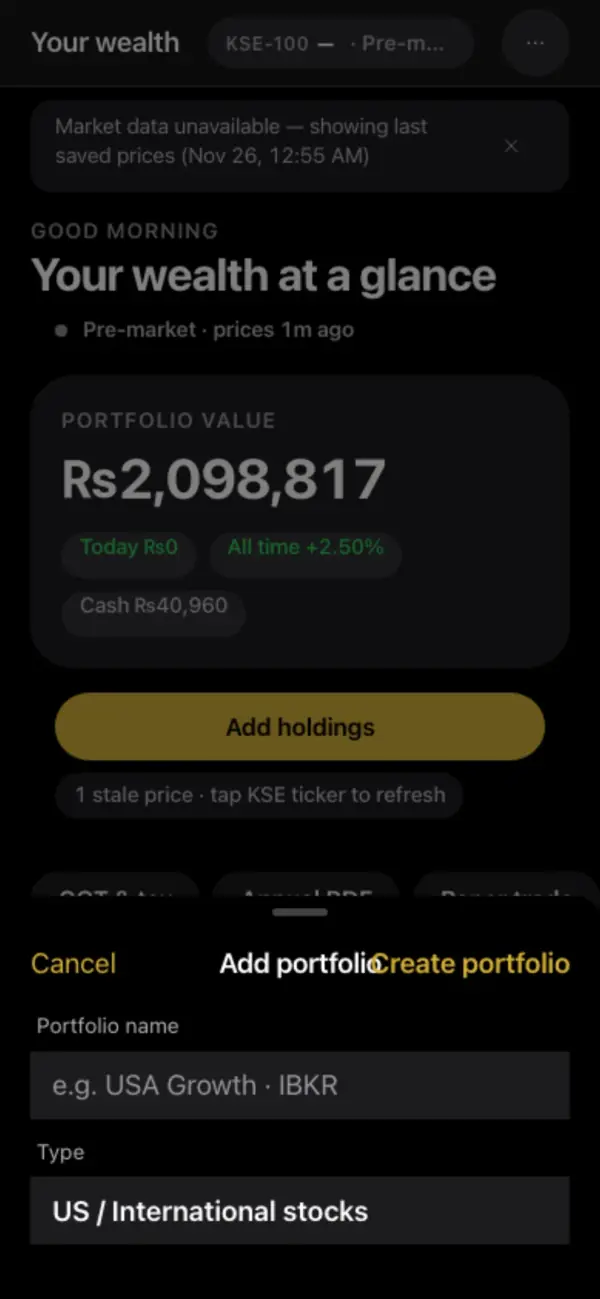 Your wealth
KSE-100 — · Pre-m...
...
Market data unavailable — showing last
saved prices (Nov 26, 12:55 AM)
×
GOOD MORNING
Your wealth at a glance
Pre-market · prices 1m ago
PORTFOLIO VALUE
Rs2,098,817
Today Rs0
All time +2.50%
Cash Rs40,960
Add holdings
1 stale price · tap KSE ticker to refresh
Cancel
Add portfolio
Create portfolio
Portfolio name
e.g. USA Growth · IBKR
Type
US / International stocks